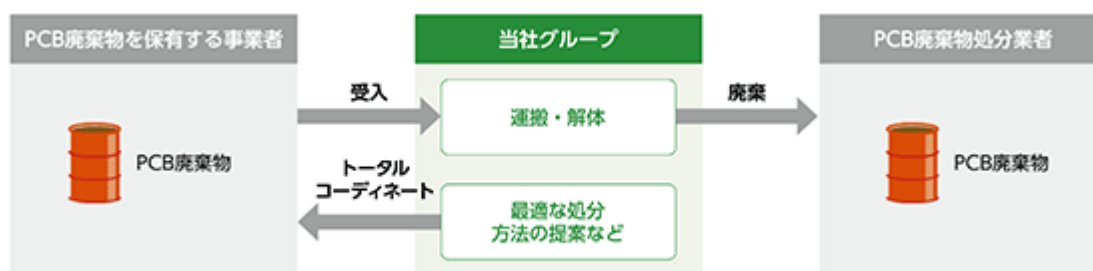 PCB廃棄物を保有する事業者
当社グループ
PCB廃棄物処分業者
受入
運搬・解体
廃棄
PCB廃棄物
トータル
コーディネート
最適な処分
方法の提案など
PCB廃棄物